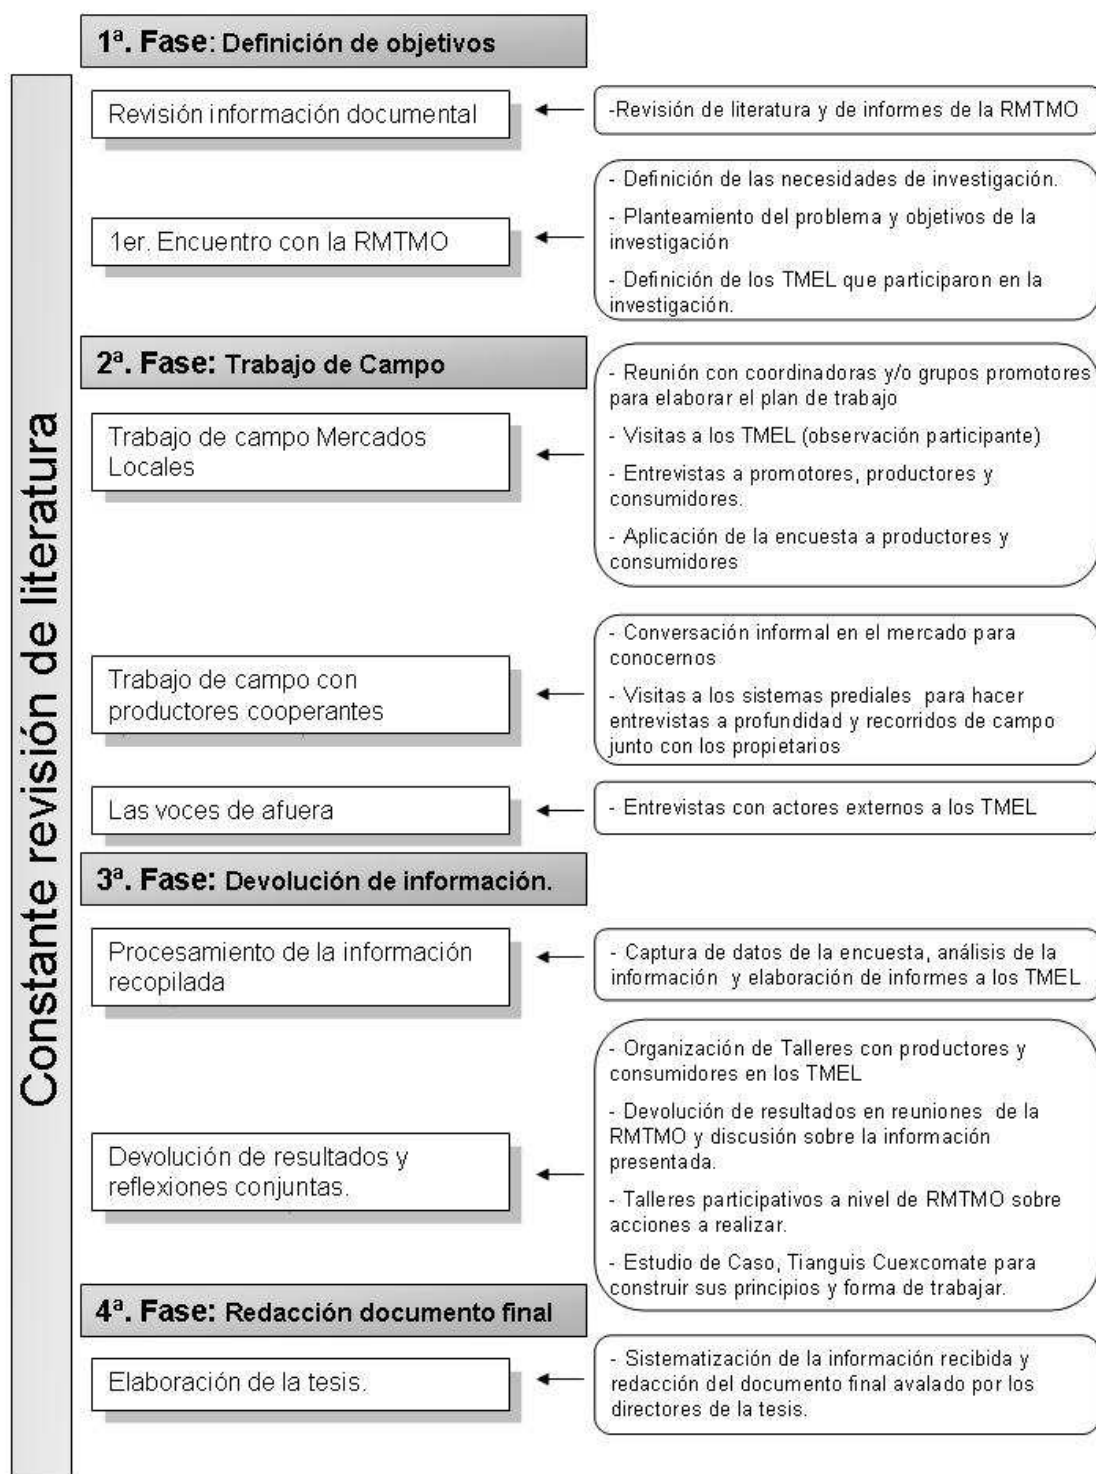 Constante revisión de literatura
1ª. Fase: Definición de objetivos
Revisión información documental
-Revisión de literatura y de informes de la RMTMO
1er. Encuentro con la RMTMO
- Definición de las necesidades de investigación.
- Planteamiento del problema y objetivos de la
investigación
- Definición de los TMEL que participaron en la
investigación.
2ª. Fase: Trabajo de Campo
Trabajo de campo Mercados
Locales
- Reunión con coordinadoras y/o grupos promotores
para elaborar el plan de trabajo
- Visitas a los TMEL (observación participante)
- Entrevistas a promotores, productores y
consumidores.
- Aplicación de la encuesta a productores y
consumidores
Trabajo de campo con
productores cooperantes
- Conversación informal en el mercado para
conocernos
- Visitas a los sistemas prediales para hacer
entrevistas a profundidad y recorridos de campo
junto con los propietarios
Las voces de afuera
- Entrevistas con actores externos a los TMEL
3ª. Fase: Devolución de información.
Procesamiento de la información
recopilada
- Captura de datos de la encuesta, análisis de la
información y elaboración de informes a los TMEL
Devolución de resultados y
reflexiones conjuntas.
- Organización de Talleres con productores y
consumidores en los TMEL
- Devolución de resultados en reuniones de la
RMTMO y discusión sobre la información
presentada.
- Talleres participativos a nivel de RMTMO sobre
acciones a realizar.
- Estudio de Caso, Tianguis Cuexcomate para
construir sus principios y forma de trabajar.
4ª. Fase: Redacción documento final
Elaboración de la tesis.
- Sistematización de la información recibida y
redacción del documento final avalado por los
directores de la tesis.